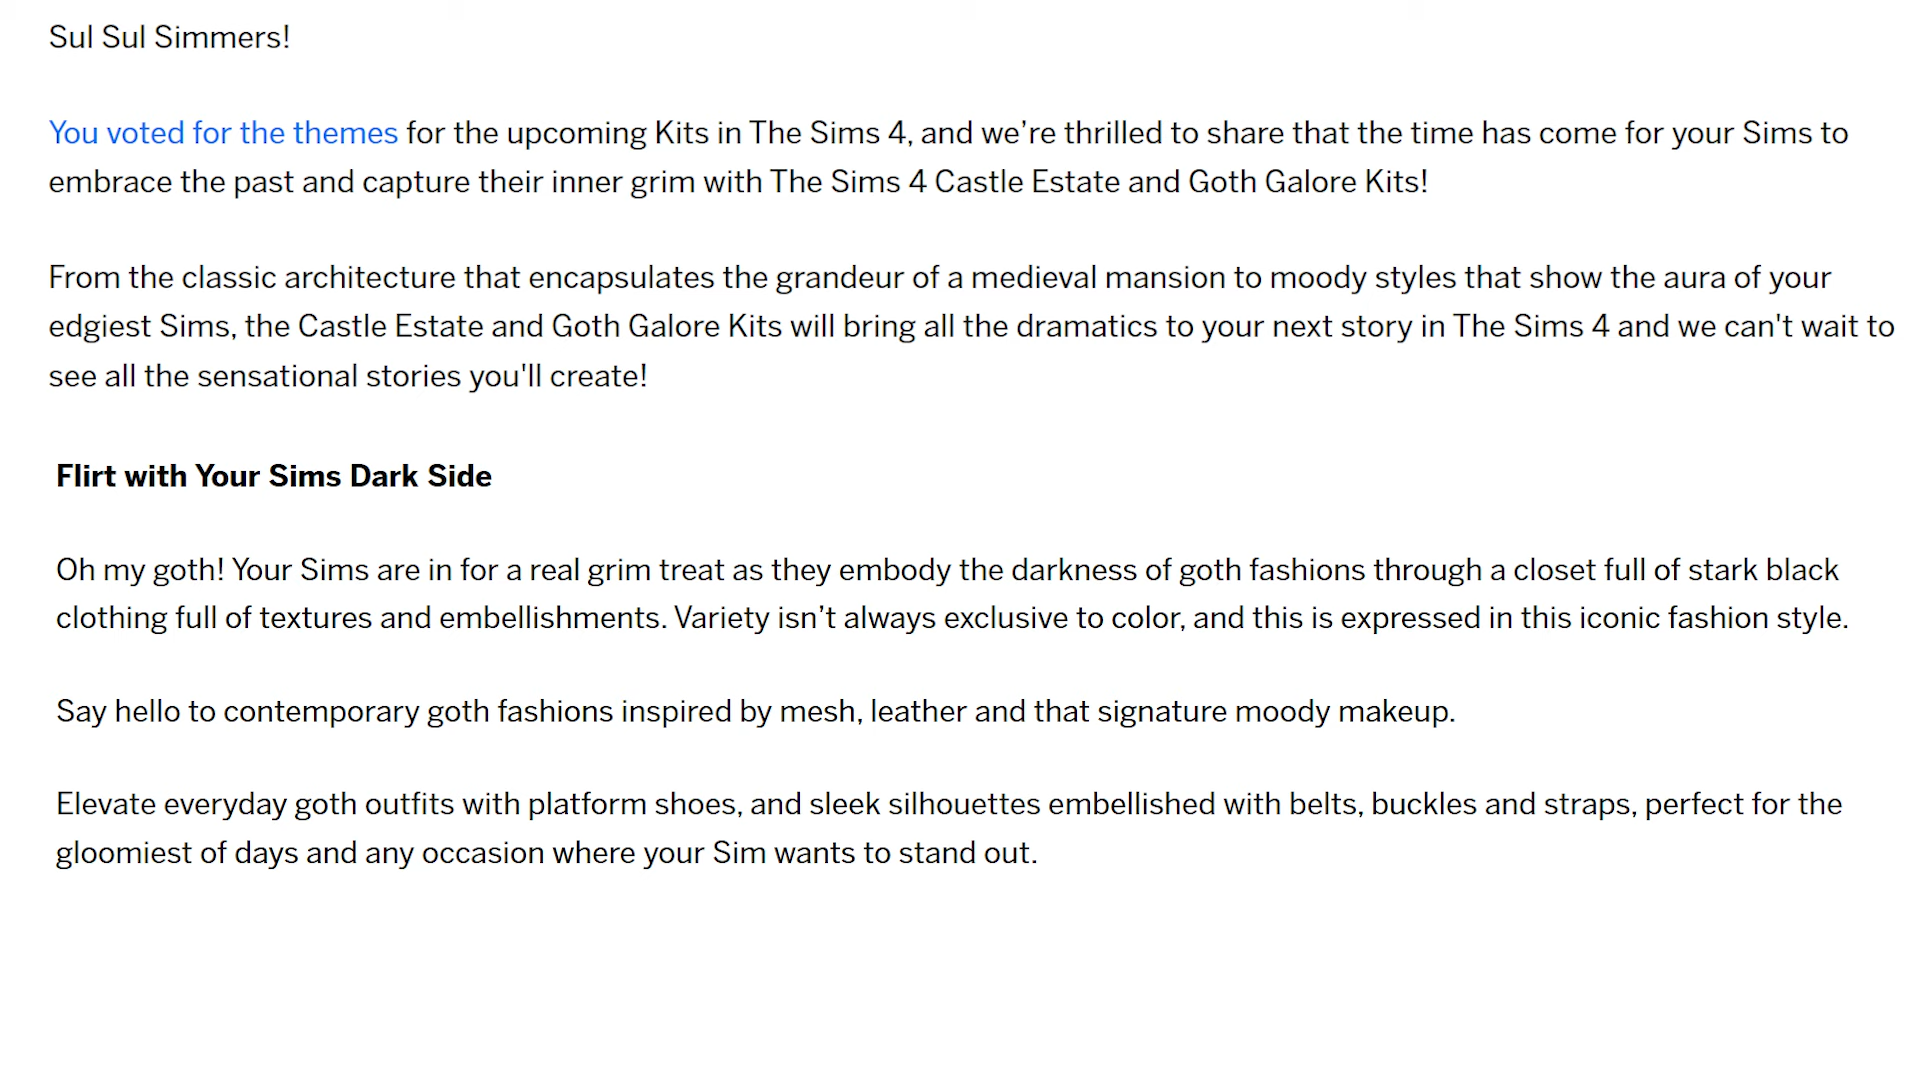 Sul Sul Simmers!
You voted for the themes for the upcoming Kits in The Sims 4, and we’re thrilled to share that the time has come for your Sims to
embrace the past and capture their inner grim with The Sims 4 Castle Estate and Goth Galore Kits!
From the classic architecture that encapsulates the grandeur of a medieval mansion to moody styles that show the aura of your
edgiest Sims, the Castle Estate and Goth Galore Kits will bring all the dramatics to your next story in The Sims 4 and we can't wait to
see all the sensational stories you'll create!
Flirt with Your Sims Dark Side
Oh my goth! Your Sims are in for a real grim treat as they embody the darkness of goth fashions through a closet full of stark black
clothing full of textures and embellishments. Variety isn’t always exclusive to color, and this is expressed in this iconic fashion style.
Say hello to contemporary goth fashions inspired by mesh, leather and that signature moody makeup.
Elevate everyday goth outfits with platform shoes, and sleek silhouettes embellished with belts, buckles and straps, perfect for the
gloomiest of days and any occasion where your Sim wants to stand out.